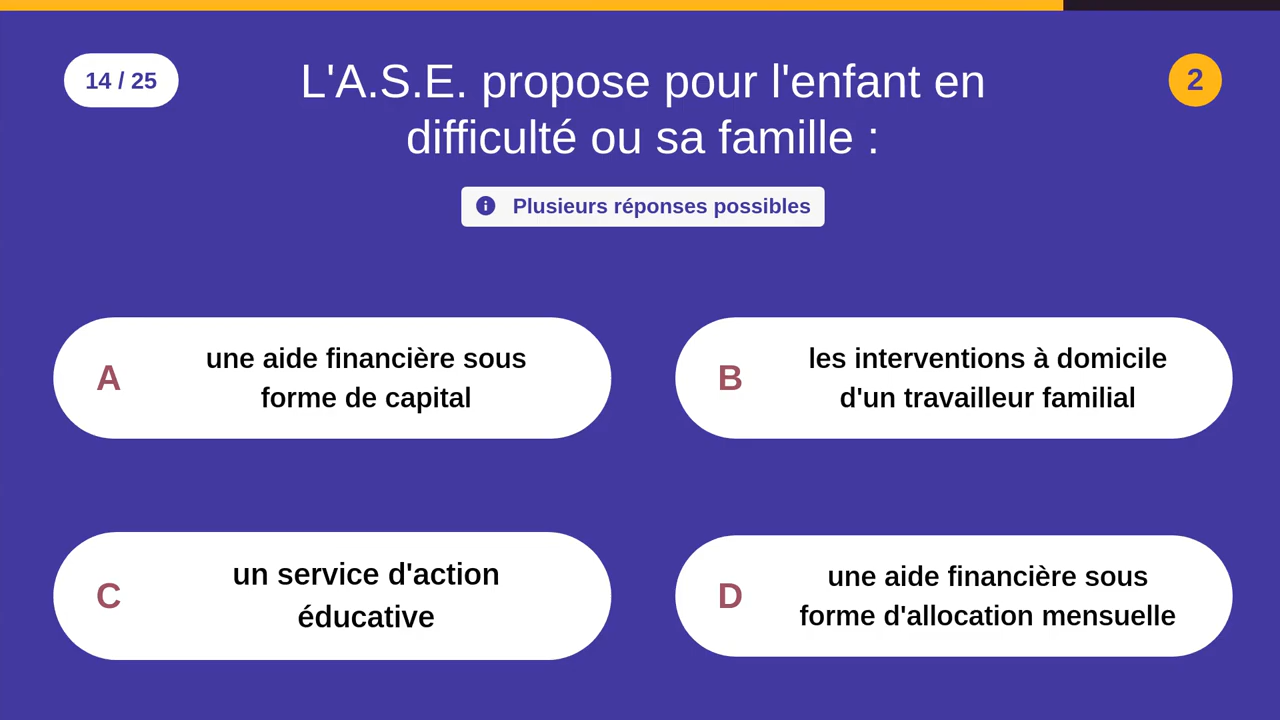 14 / 25
L'A.S.E. propose pour l'enfant en
difficulté ou sa famille :
2
Plusieurs réponses possibles
A
une aide financière sous
forme de capital
B
les interventions à domicile
d'un travailleur familial
C
un service d'action
éducative
D
une aide financière sous
forme d'allocation mensuelle